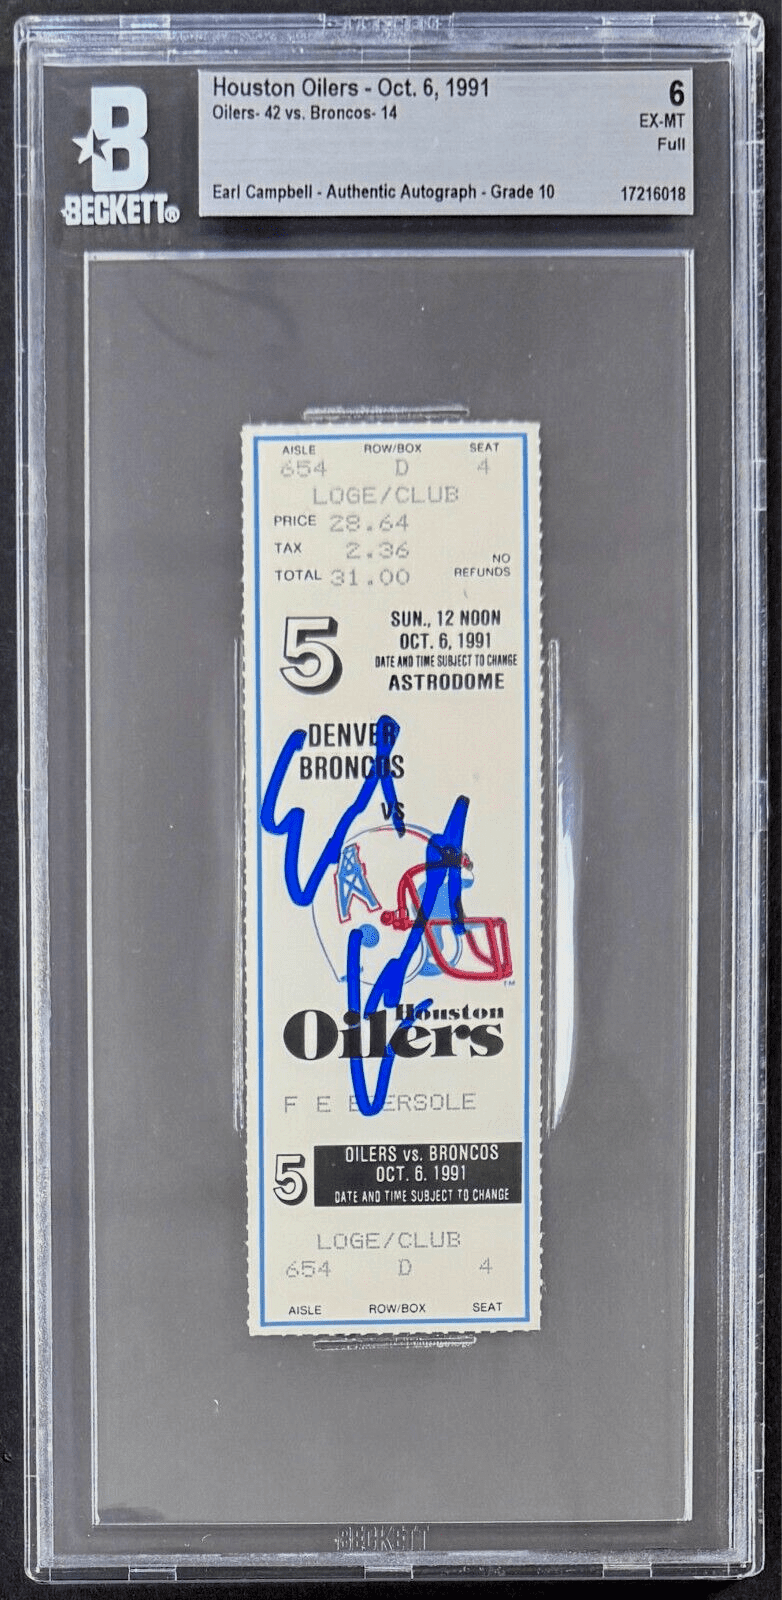 B
BECKETT®
Houston Oilers - Oct. 6, 1991
Oilers- 42 vs. Broncos- 14
Earl Campbell - Authentic Autograph - Grade 10
6
EX-MT
Full
17216018
AISLE ROW/BOX SEAT
654 D 4
LOGE/CLUB
PRICE 28.64
TAX 2.36
TOTAL 31.00
NO
REFUNDS
5
SUN., 12 NOON
OCT. 6, 1991
DATE AND TIME SUBJECT TO CHANGE
ASTRODOME
DENVER
BRONCOS
VS
TM
Houston
Oilers
F E EBERSOLE
5
OILERS vs. BRONCOS
OCT. 6. 1991
DATE AND TIME SUBJECT TO CHANGE
LOGE/CLUB
654 D 4
AISLE ROW/BOX SEAT
BECKETT